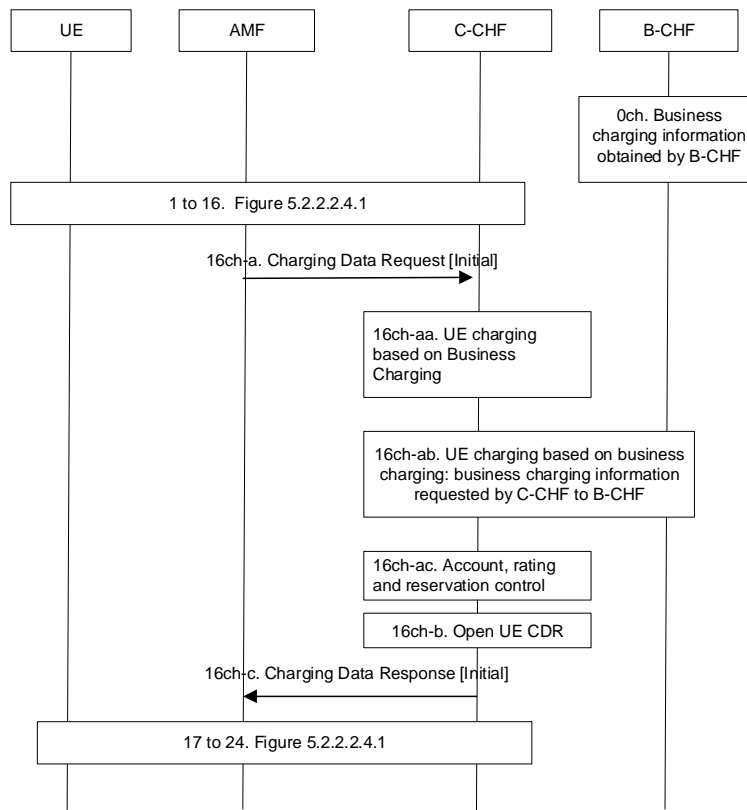 UE
AMF
C-CHF
B-CHF
0ch. Business
charging information
obtained by B-CHF
1 to 16.  Figure 5.2.2.2.4.1
16ch-a. Charging Data Request [Initial]
16ch-aa. UE charging
based on Business
Charging
16ch-ab. UE charging based on business
charging: business charging information
requested by C-CHF to B-CHF
16ch-ac. Account, rating
and reservation control
16ch-b. Open UE CDR
16ch-c. Charging Data Response [Initial]
17 to 24. Figure 5.2.2.2.4.1